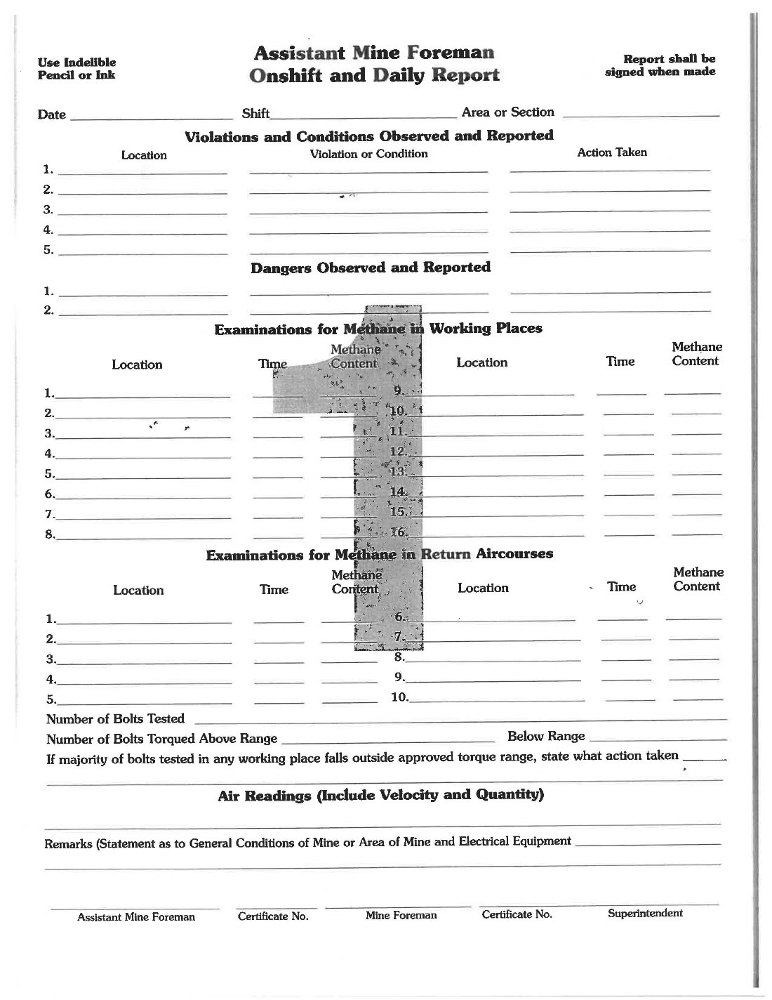 Use Indelible
Pencil or Ink
Assistant Mine Foreman
Onshift and Daily Report
Report shall be
signed when made
Date Shift Area or Section
Violations and Conditions Observed and Reported
Location Violation or Condition Action Taken
1.
2.
3.
4.
5.
Dangers Observed and Reported
1.
2.
Examinations for Methane in Working Places
Location Time Methane Content Location Time Methane Content
1. 9.
2. 10.
3. 11.
4. 12.
5. 13.
6. 14.
7. 15.
8. 16.
Examinations for Methane in Return Aircourses
Location Time Methane Content Location Time Methane Content
1. 6.
2. 7.
3. 8.
4. 9.
5. 10.
Number of Bolts Tested
Number of Bolts Torqued Above Range Below Range
If majority of bolts tested in any working place falls outside approved torque range, state what action taken
Air Readings (Include Velocity and Quantity)
Remarks (Statement as to General Conditions of Mine or Area of Mine and Electrical Equipment
Assistant Mine Foreman Certificate No. Mine Foreman Certificate No. Superintendent
1